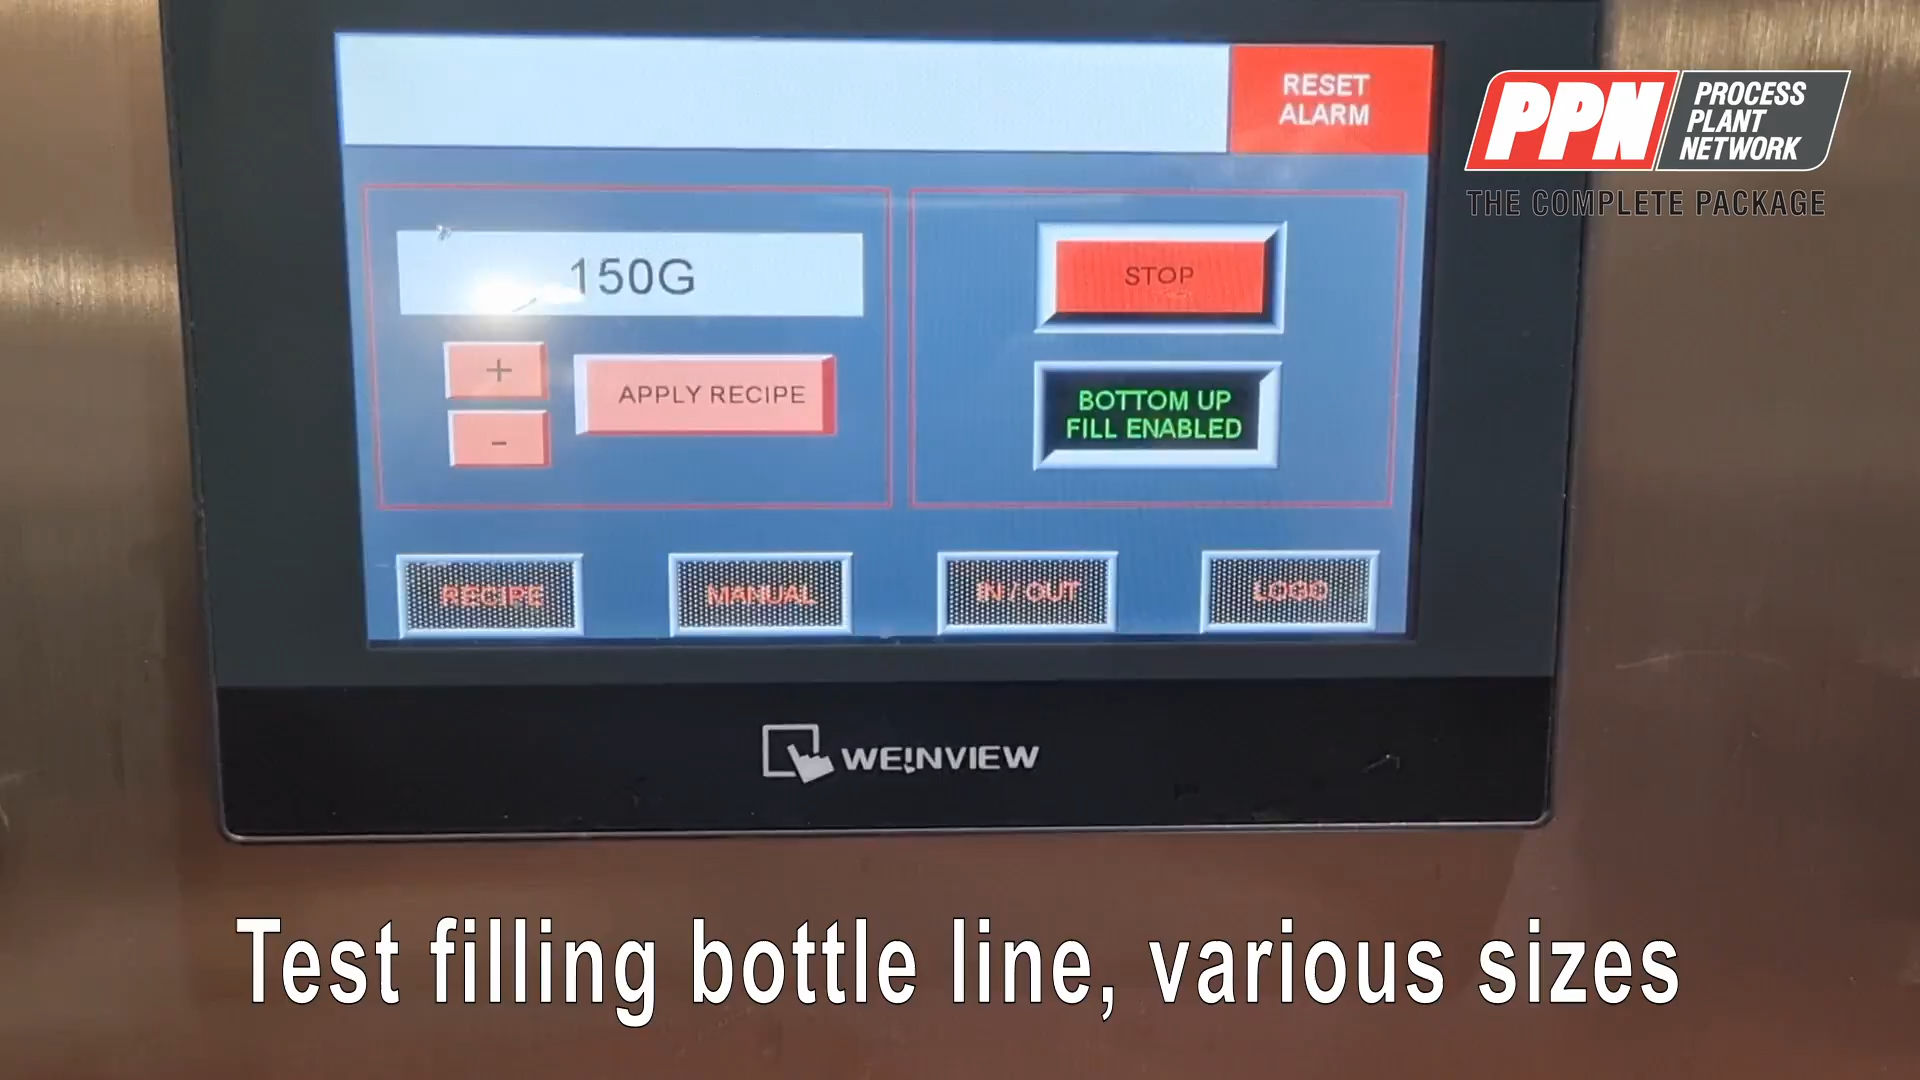 RESET
ALARM
PPN PROCESS
PLANT
NETWORK
THE COMPLETE PACKAGE
150G
STOP
+
APPLY RECIPE
-
BOTTOM UP
FILL ENABLED
RECIPE
MANUAL
IN / OUT
LOGO
WEINVIEW
Test filling bottle line, various sizes